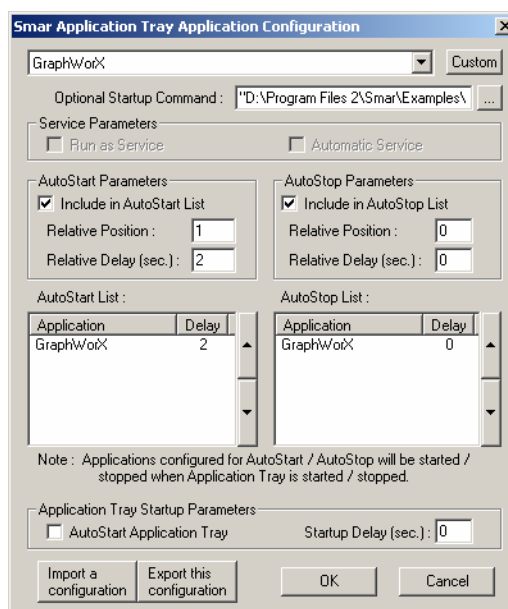 Smar Application Tray Application Configuration
GraphWorX
Custom
Optional Startup Command : "D:\Program Files 2\Smar\Examples\ ...
Service Parameters
Run as Service
Automatic Service
AutoStart Parameters
Include in AutoStart List
Relative Position : 1
Relative Delay (sec.) : 2
AutoStop Parameters
Include in AutoStop List
Relative Position : 0
Relative Delay (sec.) : 0
AutoStart List :
Application Delay
GraphWorX 2
AutoStop List :
Application Delay
GraphWorX 0
Note : Applications configured for AutoStart / AutoStop will be started /
stopped when Application Tray is started / stopped.
Application Tray Startup Parameters
AutoStart Application Tray
Startup Delay (sec.) : 0
Import a
configuration
Export this
configuration
OK
Cancel